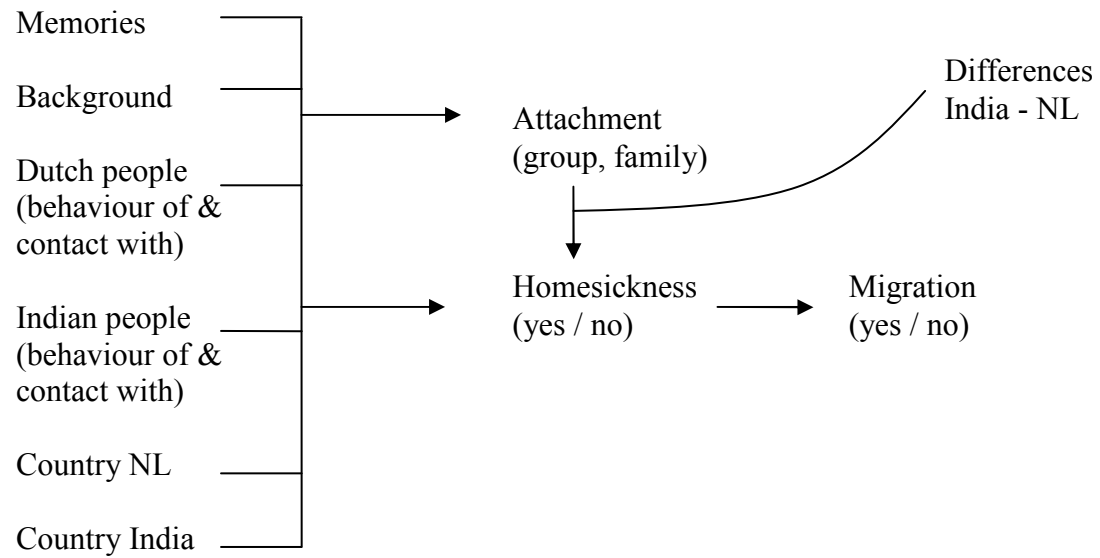 Memories
Background
Dutch people
(behaviour of &
contact with)
Indian people
(behaviour of &
contact with)
Country NL
Country India
Attachment
(group, family)
Homesickness
(yes / no)
Differences
India - NL
Migration
(yes / no)